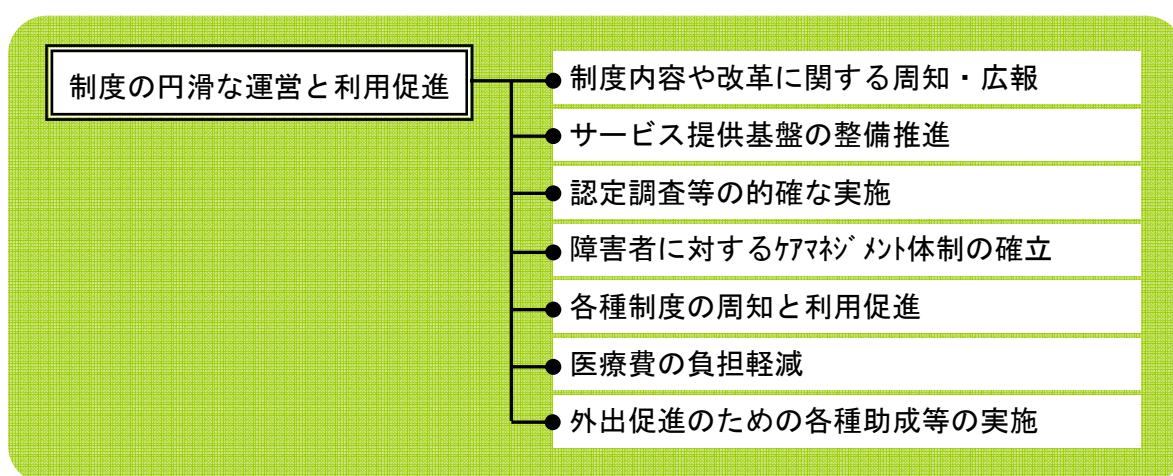 制度の円滑な運営と利用促進
制度内容や改革に関する周知・広報
サービス提供基盤の整備推進
認定調査等の的確な実施
障害者に対するｹｱﾏﾈｼﾞﾒﾝﾄ体制の確立
各種制度の周知と利用促進
医療費の負担軽減
外出促進のための各種助成等の実施